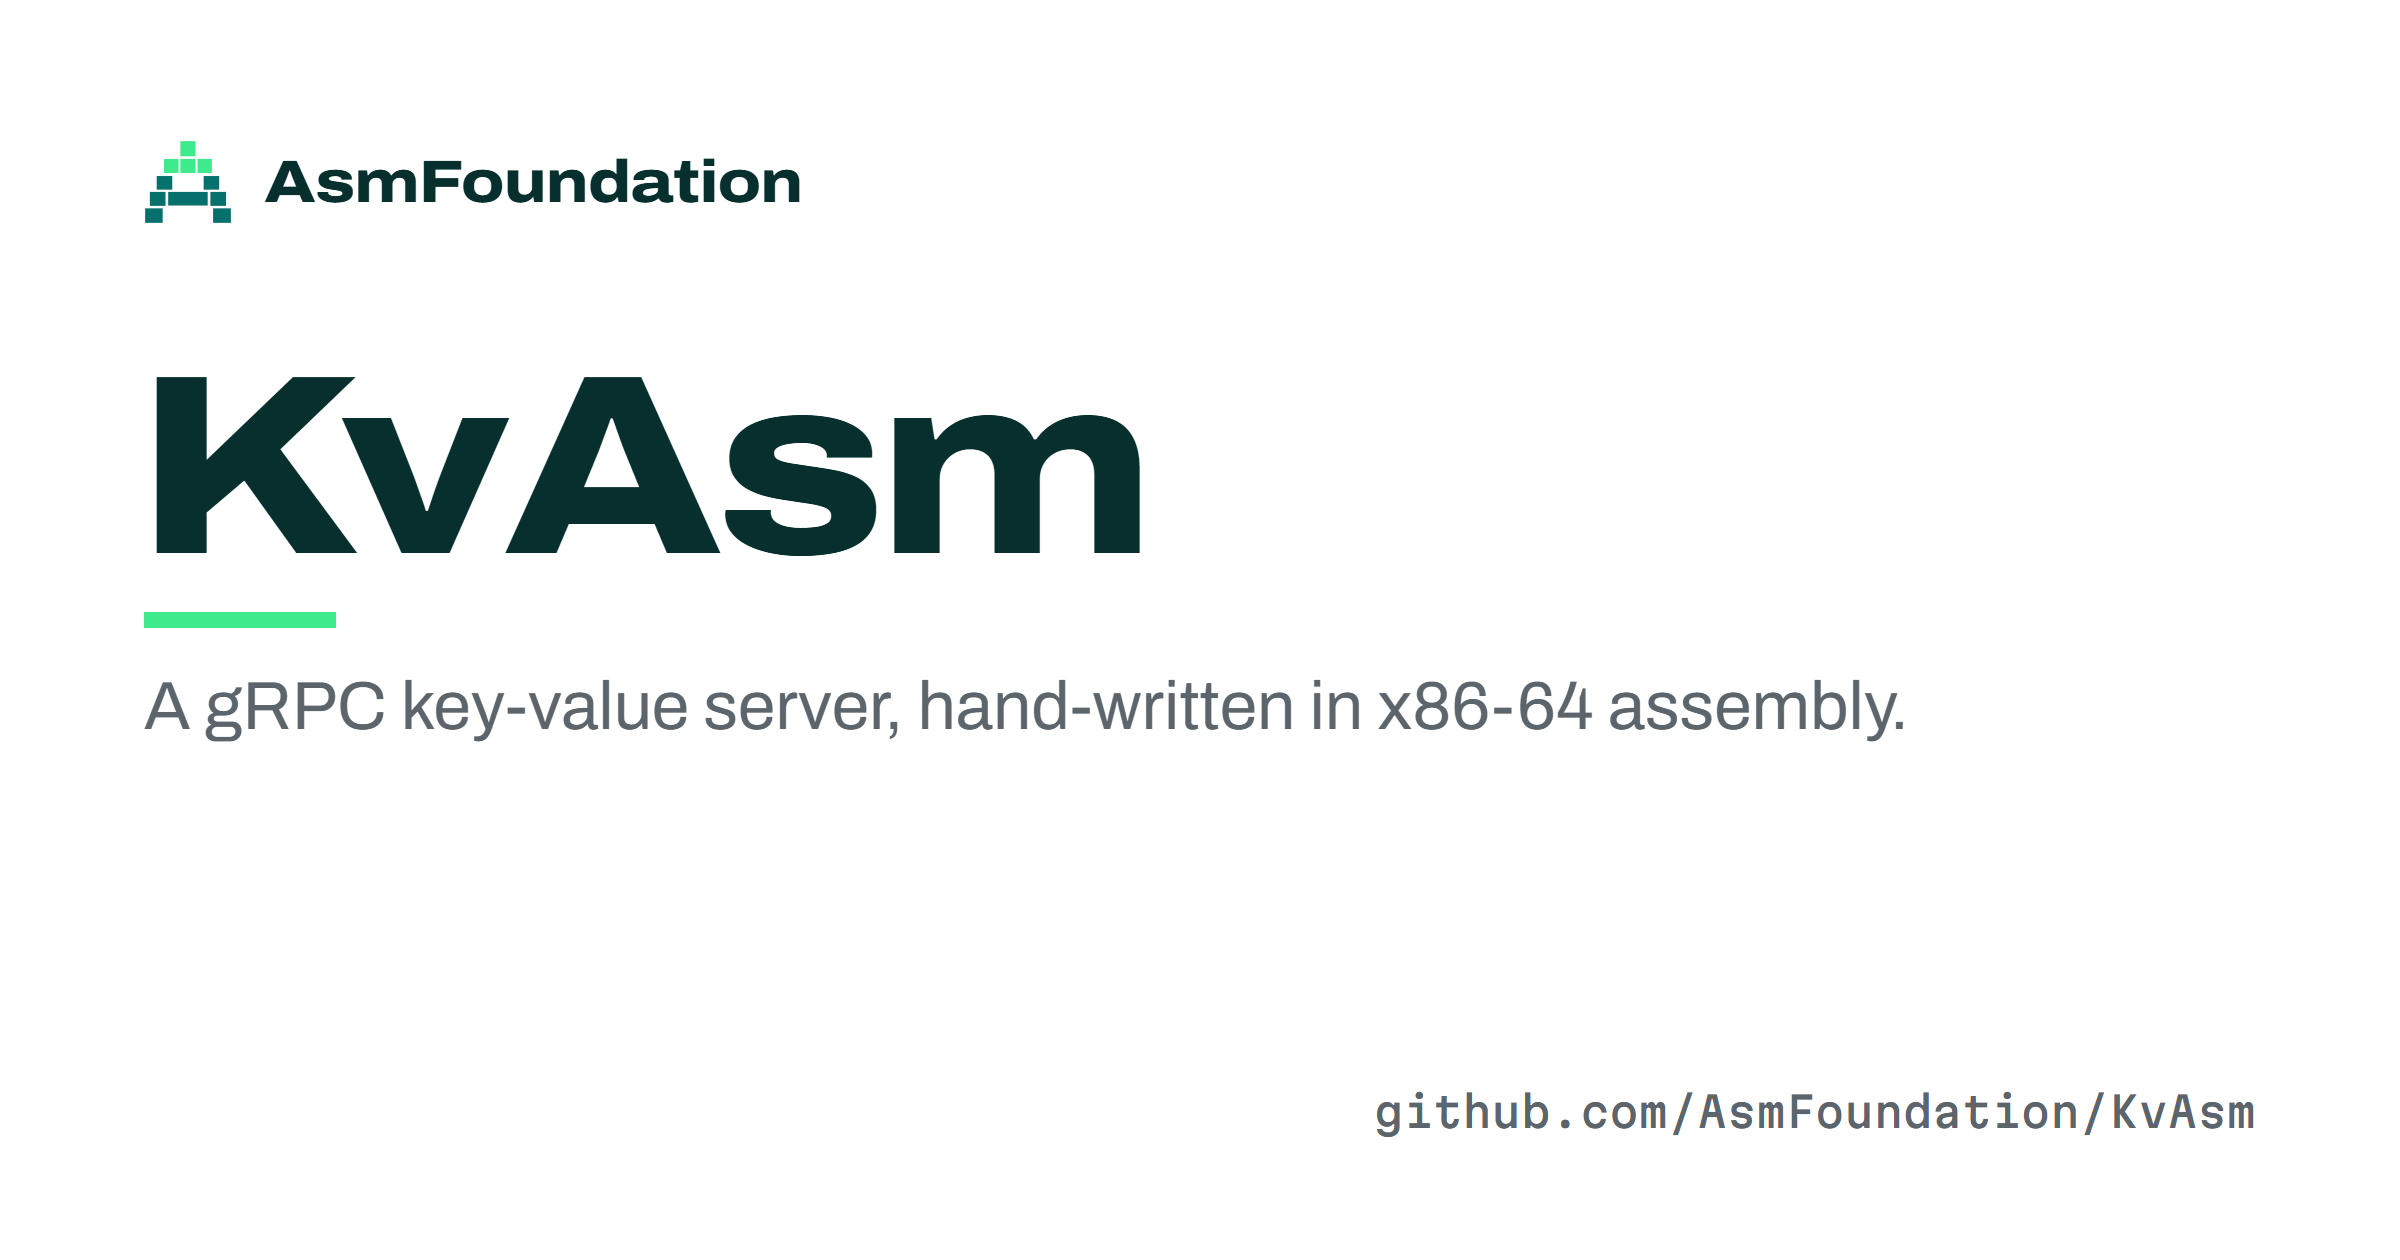 AsmFoundation
KvAsm
A gRPC key-value server, hand-written in x86-64 assembly.
github.com/AsmFoundation/KvAsm